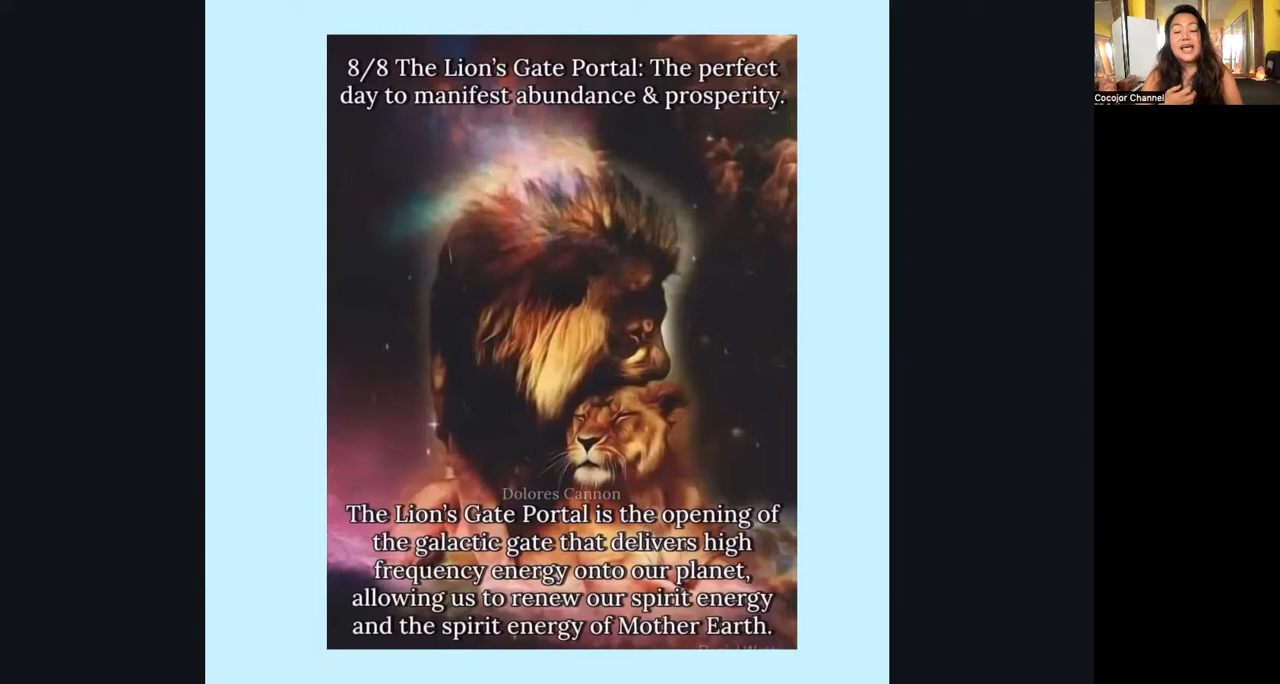 8/8 The Lion's Gate Portal: The perfect
day to manifest abundance & prosperity.
Dolores Cannon
The Lion's Gate Portal is the opening of
the galactic gate that delivers high
frequency energy onto our planet,
allowing us to renew our spirit energy
and the spirit energy of Mother Earth.
Cocojor Channel